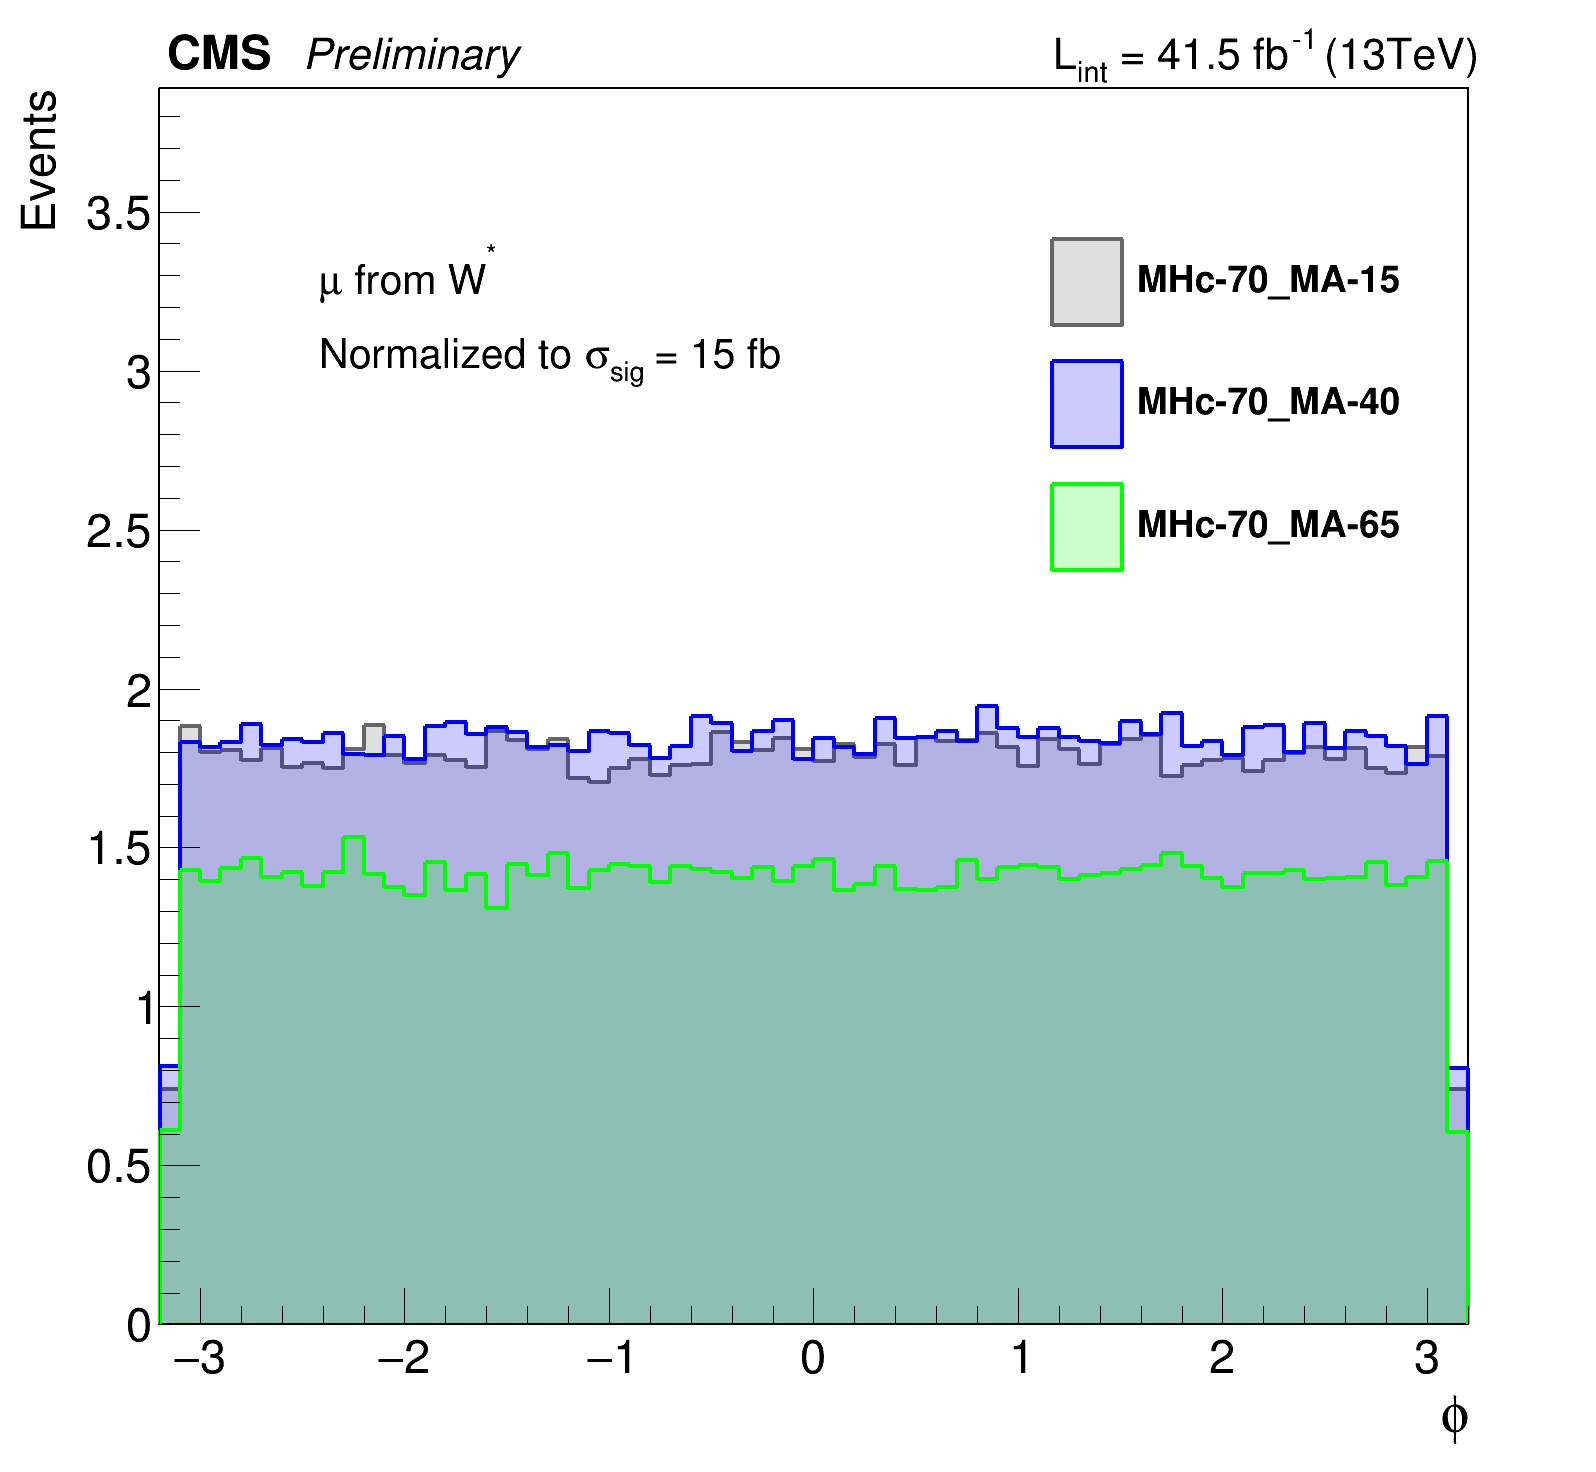 CMS Preliminary L_int = 41.5 fb^-1 (13TeV)
Events
3.5
3
2.5
2
1.5
1
0.5
0
μ from W*
Normalized to σ_sig = 15 fb
MHc-70_MA-15
MHc-70_MA-40
MHc-70_MA-65
−3 −2 −1 0 1 2 3
ϕ